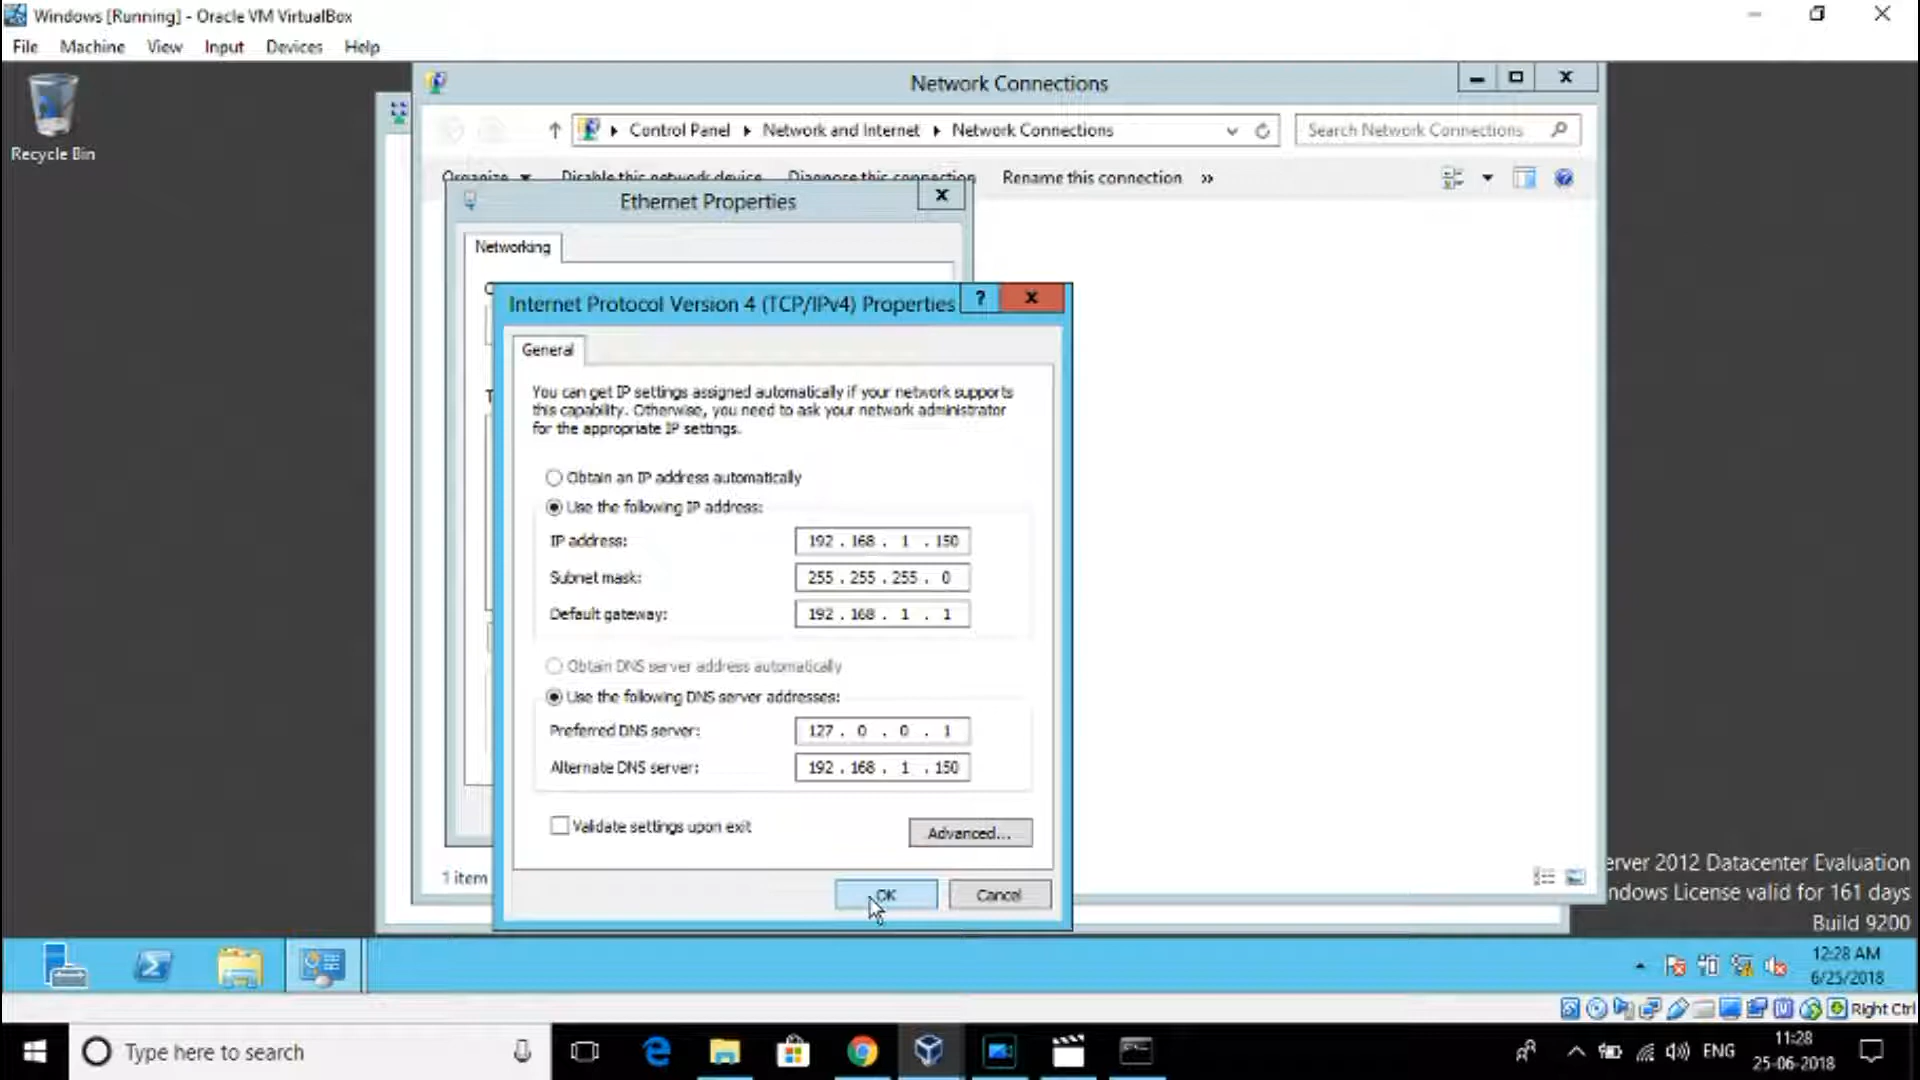 Windows [Running] - Oracle VM VirtualBox
File Machine View Input Devices Help
Recycle Bin
Network Connections
Control Panel Network and Internet Network Connections
Search Network Connections
Organize Disable this network device Diagnose this connection Rename this connection »
Ethernet Properties
Networking
Internet Protocol Version 4 (TCP/IPv4) Properties
?
General
You can get IP settings assigned automatically if your network supports
this capability. Otherwise, you need to ask your network administrator
for the appropriate IP settings.
Obtain an IP address automatically
Use the following IP address:
IP address: 192 . 168 . 1 . 150
Subnet mask: 255 . 255 . 255 . 0
Default gateway: 192 . 168 . 1 . 1
Obtain DNS server address automatically
Use the following DNS server addresses:
Preferred DNS server: 127 . 0 . 0 . 1
Alternate DNS server: 192 . 168 . 1 . 150
Validate settings upon exit
Advanced...
OK Cancel
1 item
erver 2012 Datacenter Evaluation
ndows License valid for 161 days
Build 9200
12:28 AM
6/25/2018
Right Ctrl
Type here to search
ENG
11:28
25-06-2018